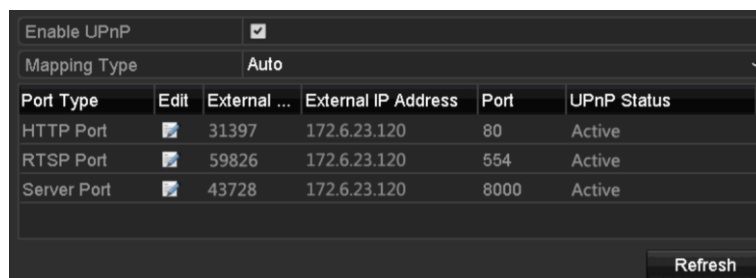 Enable UPnP
Mapping Type Auto
Port Type Edit External ... External IP Address Port UPnP Status
HTTP Port 31397 172.6.23.120 80 Active
RTSP Port 59826 172.6.23.120 554 Active
Server Port 43728 172.6.23.120 8000 Active
Refresh